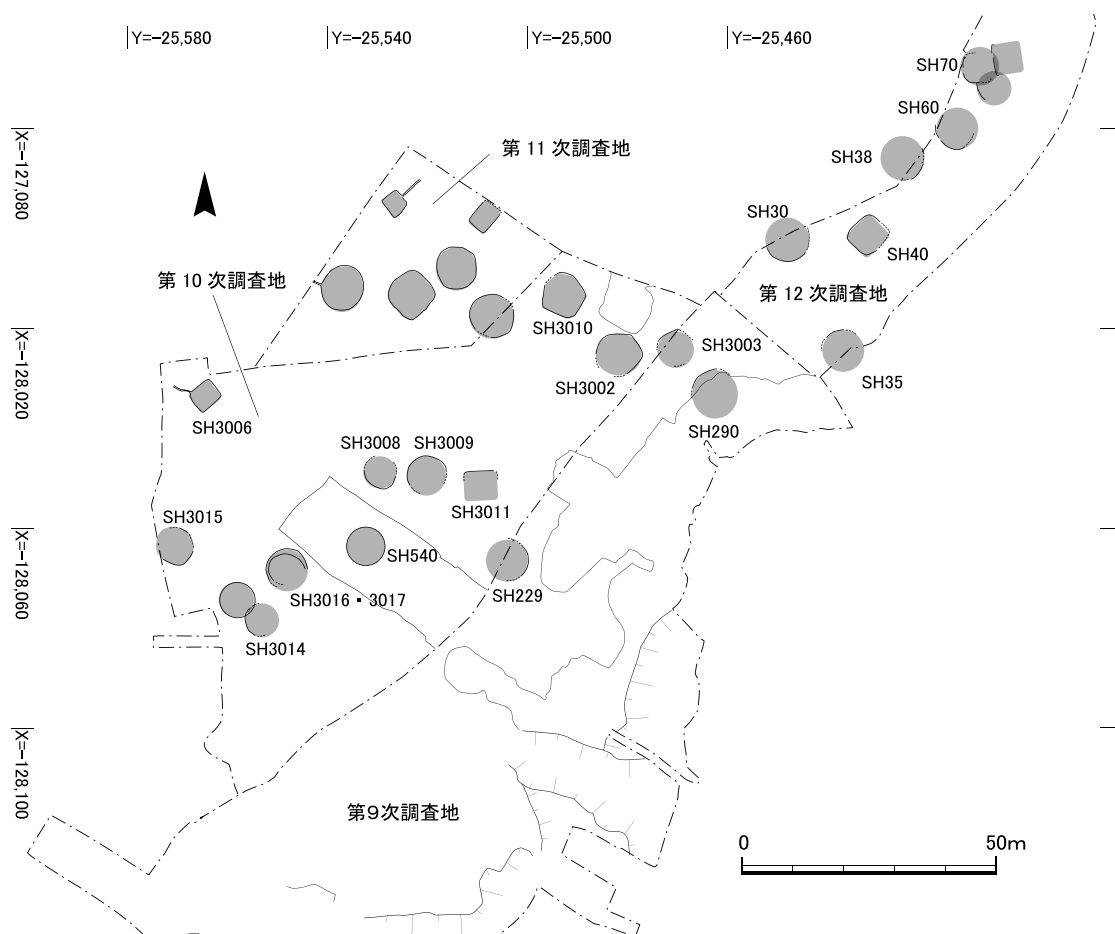 Y=-25,580
Y=-25,540
Y=-25,500
Y=-25,460
SH70
SH60
X=-127,080
第 11 次調査地
SH38
SH30
SH40
第 10 次調査地
第 12 次調査地
SH3010
SH3003
SH3002
SH35
X=-128,020
SH3006
SH290
SH3008
SH3009
SH3011
SH3015
X=-128,060
SH540
SH229
SH3016・3017
SH3014
X=-128,100
第9次調査地
0
50m